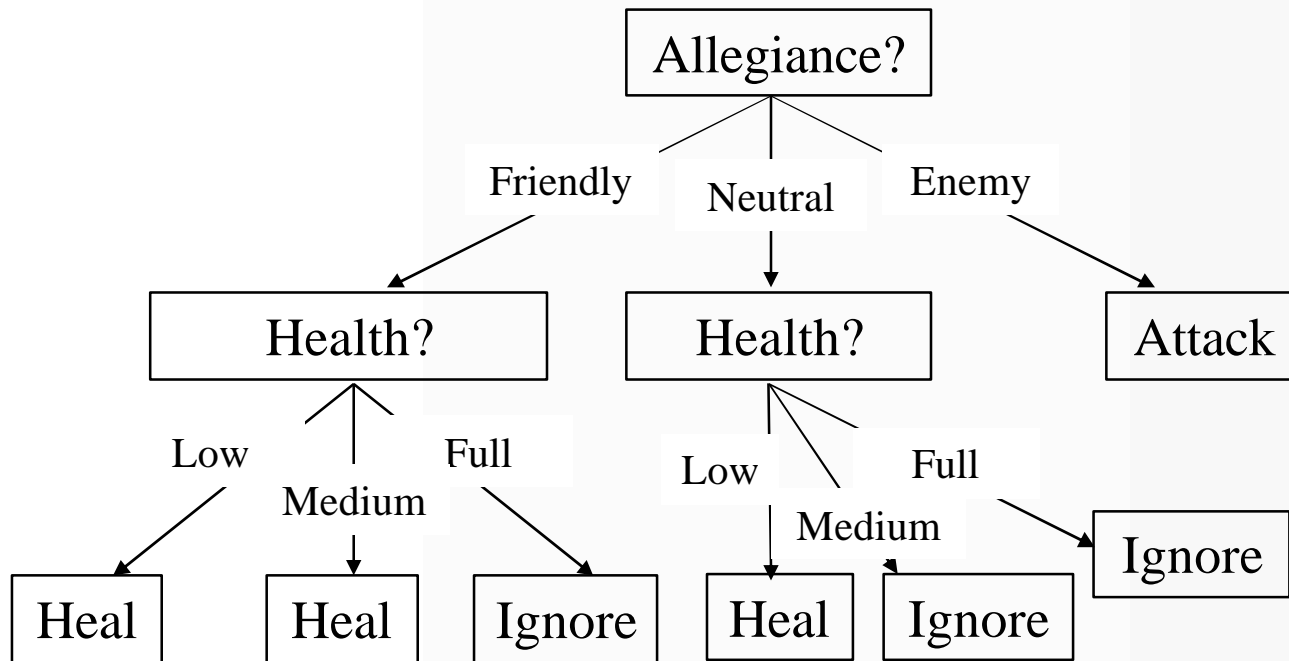 Allegiance?
Friendly
Neutral
Enemy
Health?
Health?
Attack
Low
Medium
Full
Low
Medium
Full
Heal
Heal
Ignore
Heal
Ignore
Ignore